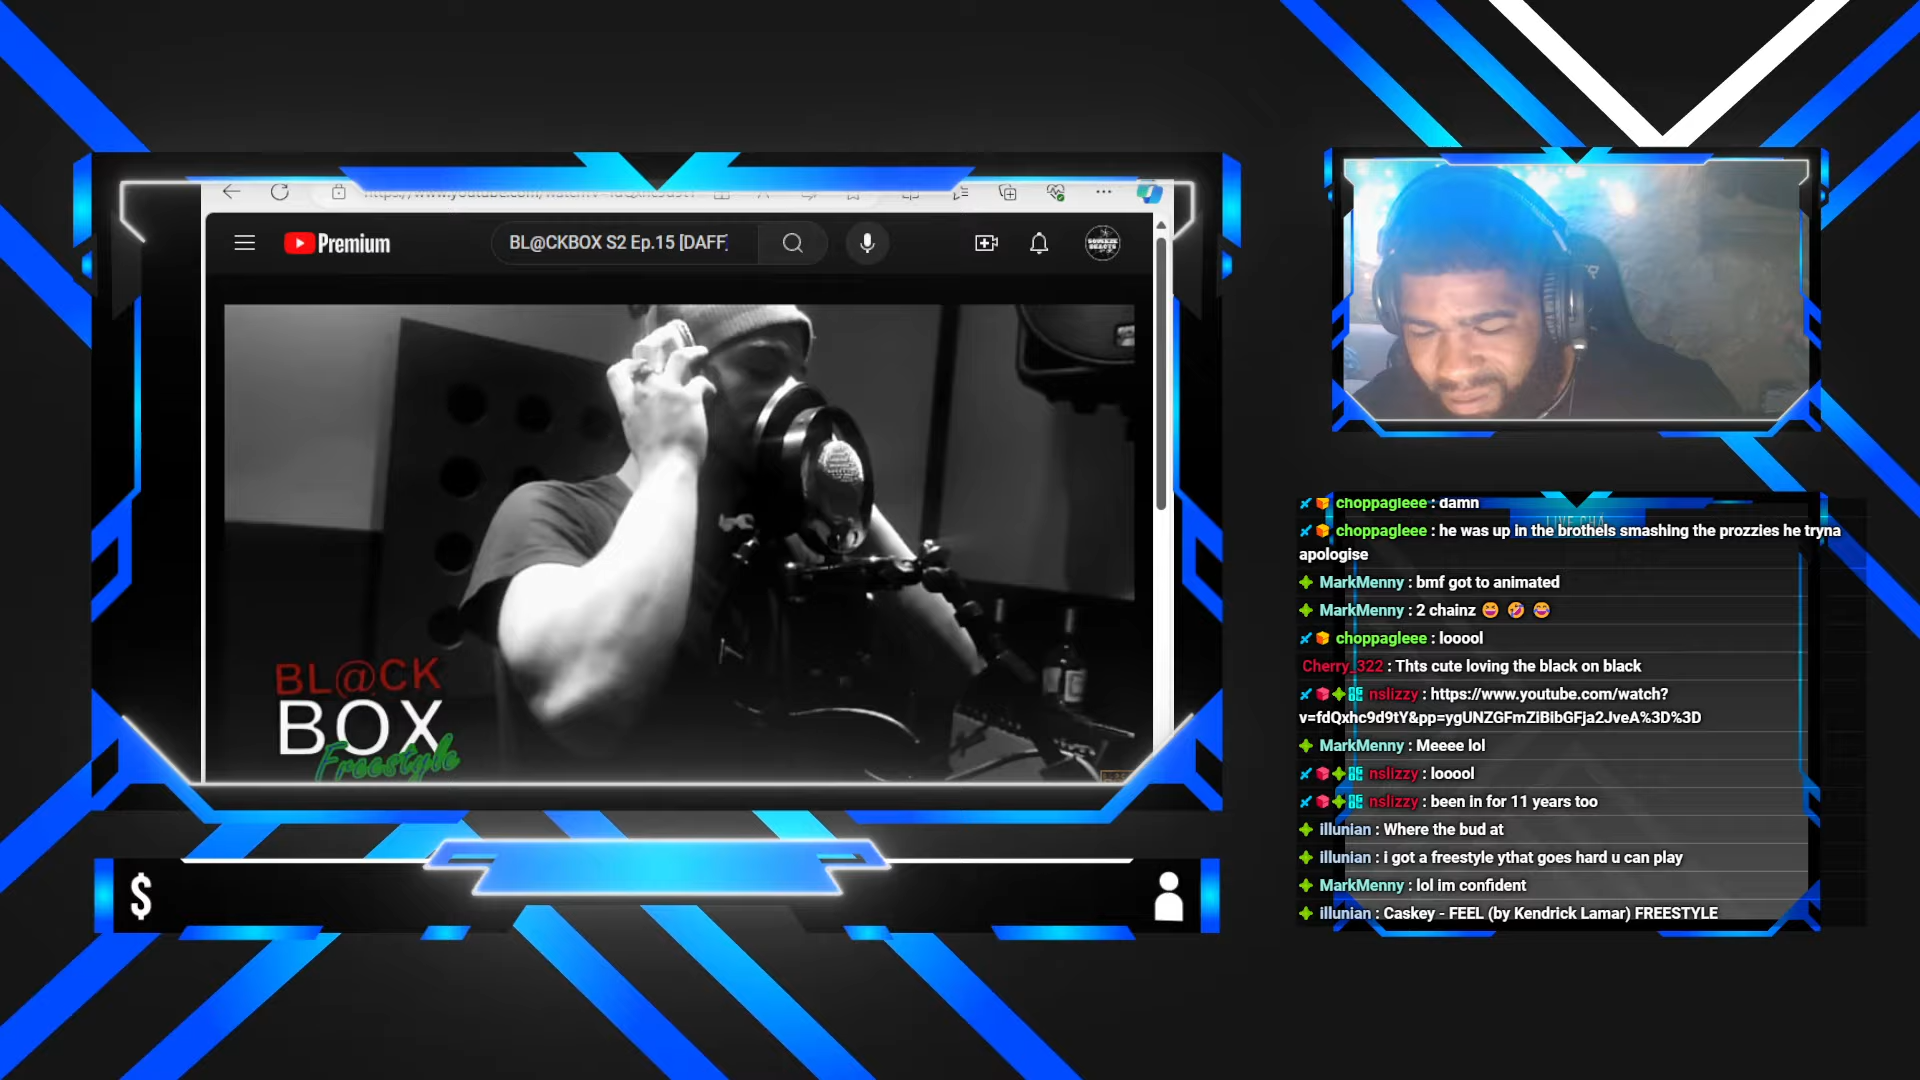 Premium
BL@CKBOX S2 Ep.15 [DAFF
BL@CK
BOX
Freestyle
$
choppagleee : damn
choppagleee : he was up in the brothels smashing the prozzies he tryna
apologise
MarkMenny : bmf got to animated
MarkMenny : 2 chainz 😆 🤣 😂
choppagleee : looool
Cherry_322 : Thts cute loving the black on black
nslizzy : https://www.youtube.com/watch?
v=fdQxhc9d9tY&pp=ygUNZGFmZiBibGFja2JveA%3D%3D
MarkMenny : Meeee lol
nslizzy : looool
nslizzy : been in for 11 years too
illunian : Where the bud at
illunian : i got a freestyle ythat goes hard u can play
MarkMenny : lol im confident
illunian : Caskey - FEEL (by Kendrick Lamar) FREESTYLE